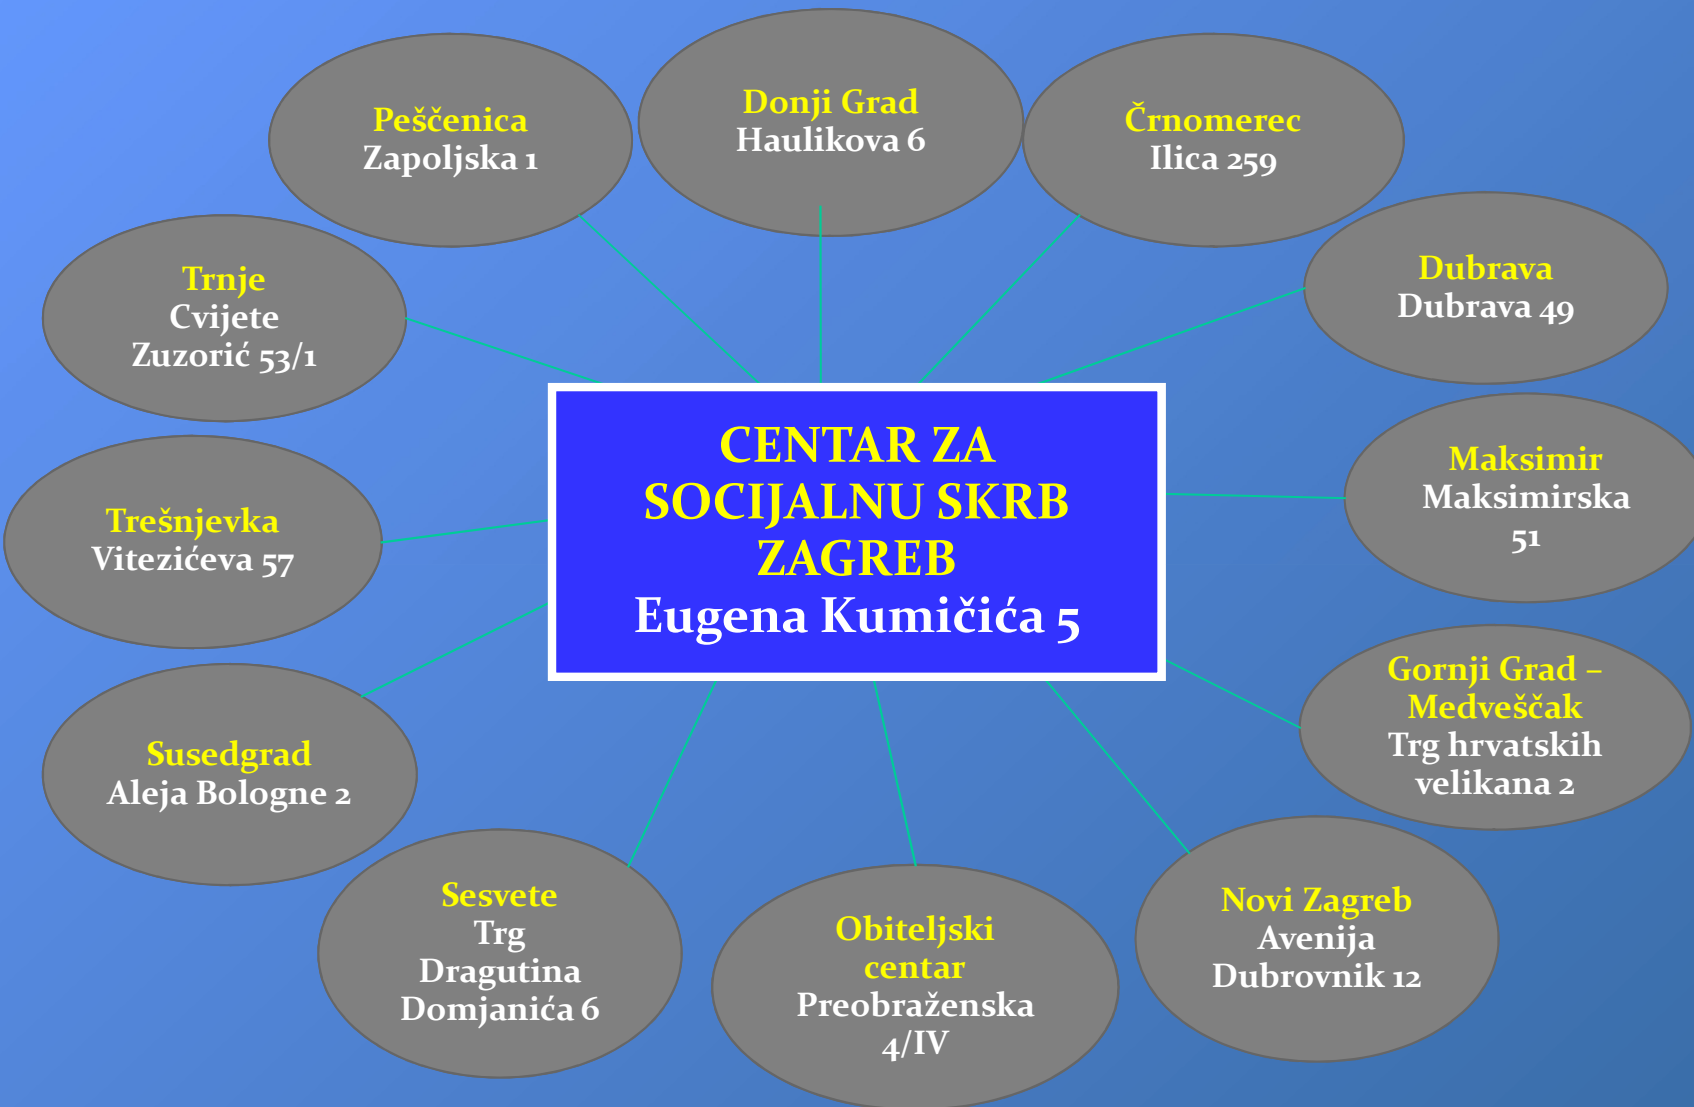 Peščenica
Zapoljska 1
Donji Grad
Haulikova 6
Črnomerec
Ilica 259
Trnje
Cvijete
Zuzorić 53/1
Dubrava
Dubrava 49
CENTAR ZA
SOCIJALNU SKRB
ZAGREB
Eugena Kumičića 5
Maksimir
Maksimirska
51
Trešnjevka
Vitezićeva 57
Gornji Grad –
Medveščak
Trg hrvatskih
velikana 2
Susedgrad
Aleja Bologne 2
Sesvete
Trg
Dragutina
Domjanića 6
Obiteljski
centar
Preobraženska
4/IV
Novi Zagreb
Avenija
Dubrovnik 12